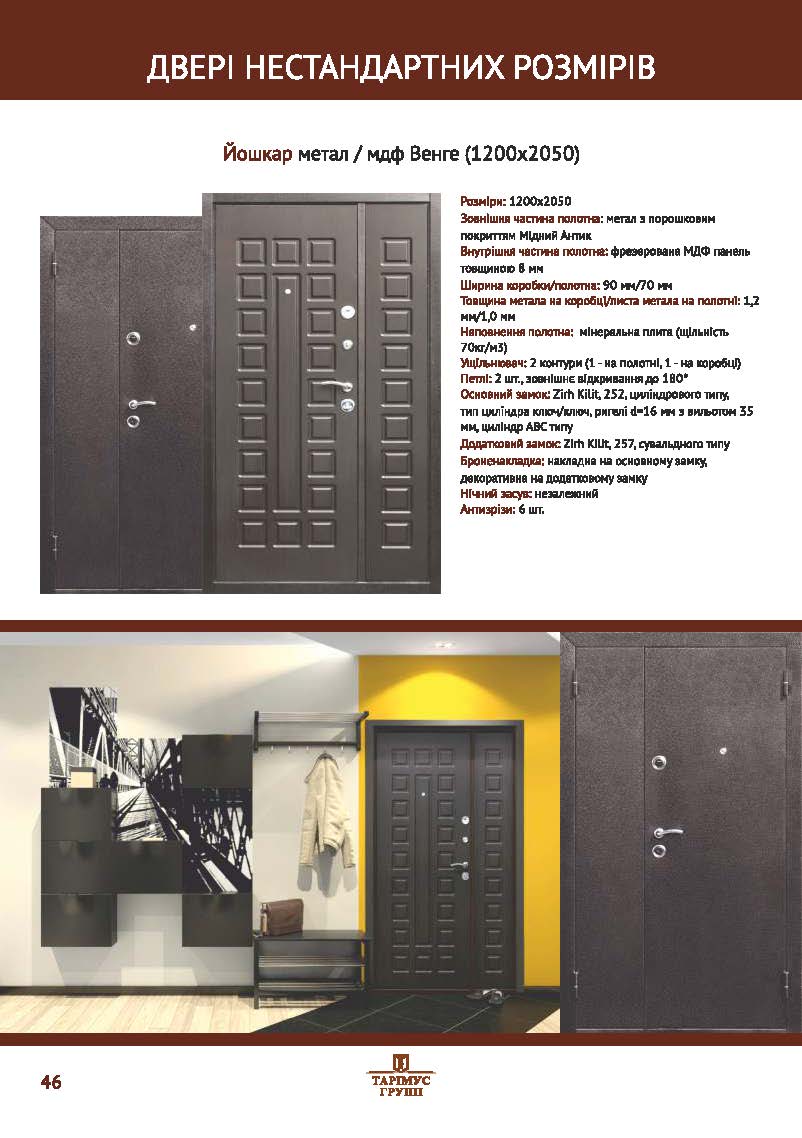 ДВЕРІ НЕСТАНДАРТНИХ РОЗМІРІВ
Йошкар метал / мдф Венге (1200х2050)
Розміри: 1200х2050
Зовнішня частина полотна: метал з порошковим
покриттям Мідний Антик
Внутрішня частина полотна: фрезерована МДФ панель
товщиною 8 мм
Ширина коробки/полотна: 90 мм/70 мм
Товщина метала на коробці/листа метала на полотні: 1,2
мм/1,0 мм
Наповнення полотна: мінеральна плита (щільність
70кг/м3)
Ущільнювач: 2 контури (1 - на полотні, 1 - на коробці)
Петлі: 2 шт., зовнішнє відкривання до 180°
Основний замок: Zirh Kilit, 252, циліндрового типу,
тип циліндра ключ/ключ, ригелі d=16 мм з вильотом 35
мм, циліндр АВС типу
Додатковий замок: Zirh Kilit, 257, сувальдного типу
Броненакладка: накладна на основному замку,
декоративна на додатковому замку
Нічний засув: незалежний
Антизрізи: 6 шт.
46
ТАРІМУС
ГРУПП